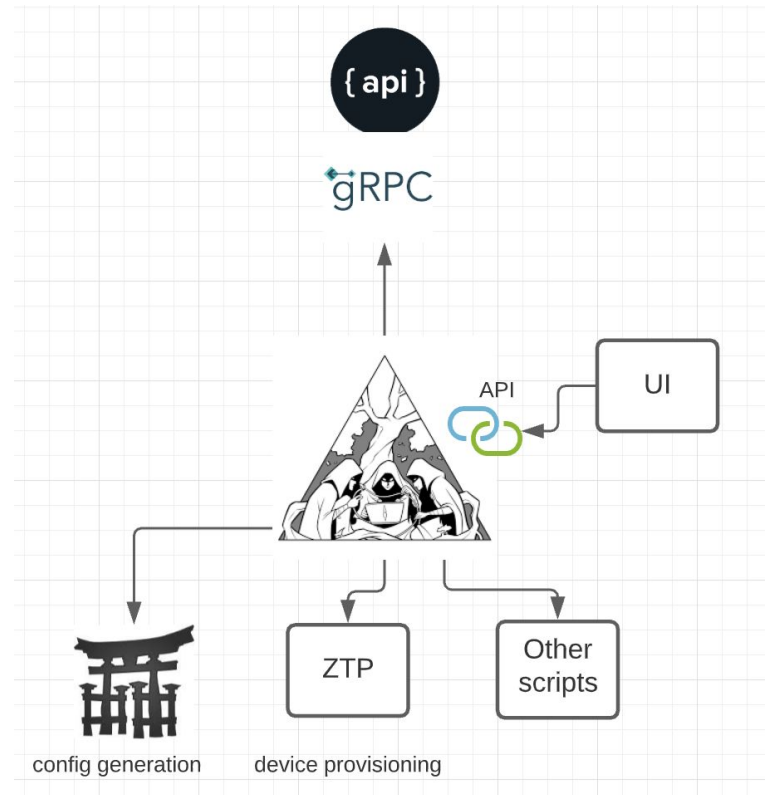 { api }
gRPC
API
UI
ZTP
Other
scripts
config generation
device provisioning